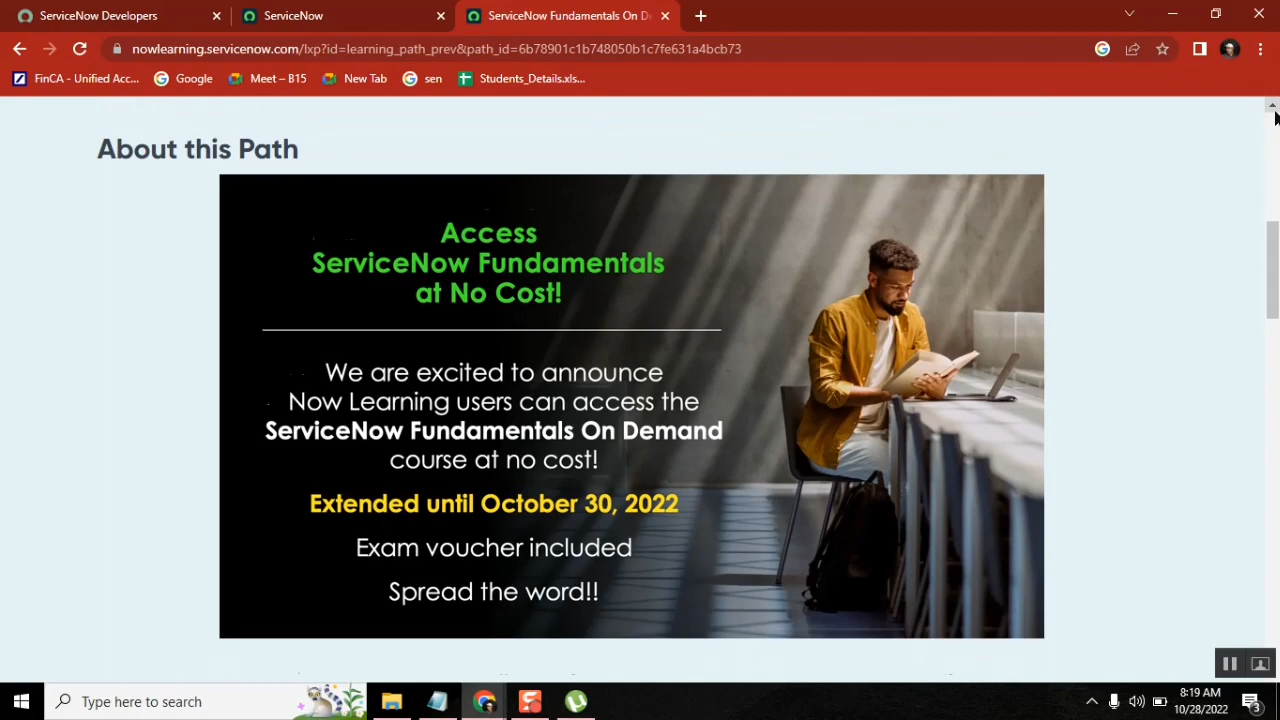 ServiceNow Developers
ServiceNow
ServiceNow Fundamentals On D
nowlearning.servicenow.com/lxp?id=learning_path_prev&path_id=6b78901c1b748050b1c7fe631a4bcb73
FinCA - Unified Acc...
Google
Meet – B15
New Tab
sen
Students_Details.xls...
About this Path
Access
ServiceNow Fundamentals
at No Cost!
We are excited to announce
Now Learning users can access the
ServiceNow Fundamentals On Demand
course at no cost!
Extended until October 30, 2022
Exam voucher included
Spread the word!!
Type here to search
8:19 AM
10/28/2022
3